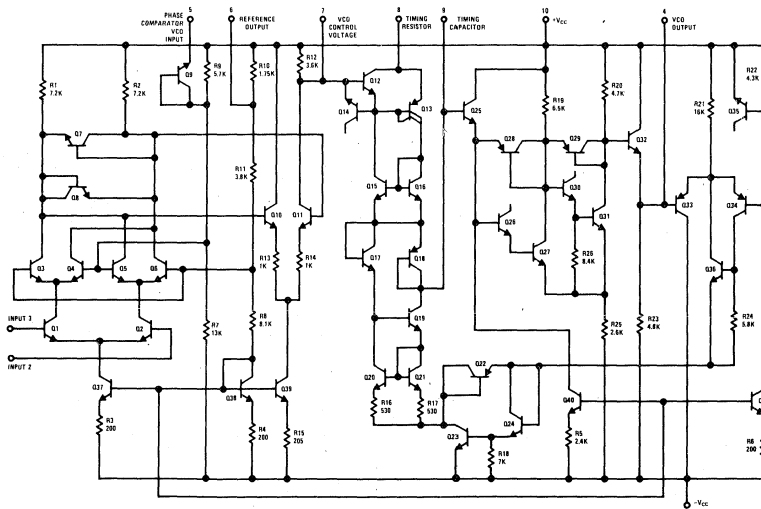 5
6
7
8
9
10
4
PHASE
COMPARATOR
VCO
INPUT
REFERENCE
OUTPUT
VCO
CONTROL
VOLTAGE
TIMING
RESISTOR
TIMING
CAPACITOR
+VCC
VCO
OUTPUT
R1
7.2K
R2
7.2K
Q9
R9
5.7K
R10
1.75K
R12
3.6K
Q12
Q14
Q13
Q25
R19
6.5K
R20
4.7K
Q32
R21
16K
R22
4.3K
Q35
Q7
Q8
R11
3.8K
Q28
Q29
Q15
Q16
Q30
Q10
Q11
Q26
Q31
Q33
Q34
Q3
Q4
Q5
Q6
R13
1K
R14
1K
Q17
Q18
Q27
R26
8.4K
Q36
INPUT 3
Q1
Q2
R7
13K
R8
8.1K
Q19
R25
2.6K
R23
4.8K
R24
5.8K
INPUT 2
Q37
Q38
Q39
Q20
Q21
Q22
Q40
R16
530
R17
530
R3
200
R4
200
R15
205
Q23
Q24
R18
7K
R5
2.4K
R6
200
-VCC